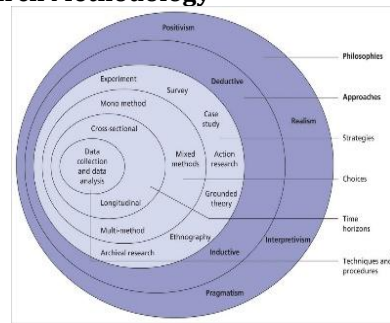 Positivism
Philosophies
Experiment
Deductive
Survey
Approaches
Mono method
Case
study
Realism
Cross-sectional
Strategies
Data
collection
and data
analysis
Mixed
methods
Action
research
Choices
Grounded
theory
Longitudinal
Time
horizons
Multi-method
Ethnography
Interpretivism
Archival research
Inductive
Techniques and
procedures
Pragmatism